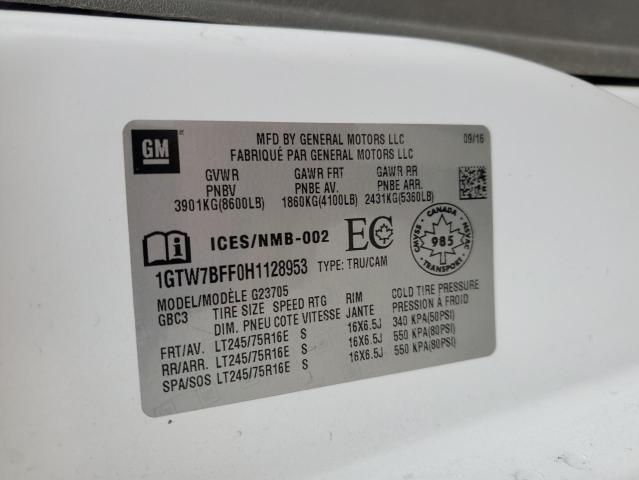 GM
MFD BY GENERAL MOTORS LLC 09/16
FABRIQUÉ PAR GENERAL MOTORS LLC
GVWR GAWR FRT GAWR RR
PNBV PNBE AV. PNBE ARR.
3901KG(8600LB) 1860KG(4100LB) 2431KG(5360LB)
ICES/NMB-002 EC CANADA CMVSS NSVAC 985 TRANSPORT
1GTW7BFF0H1128953 TYPE: TRU/CAM
MODEL/MODÈLE G23705
GBC3 TIRE SIZE SPEED RTG RIM COLD TIRE PRESSURE
DIM. PNEU COTE VITESSE JANTE PRESSION À FROID
FRT/AV. LT245/75R16E S 16X6.5J 340 KPA(50PSI)
RR/ARR. LT245/75R16E S 16X6.5J 550 KPA(80PSI)
SPA/SOS LT245/75R16E S 16X6.5J 550 KPA(80PSI)